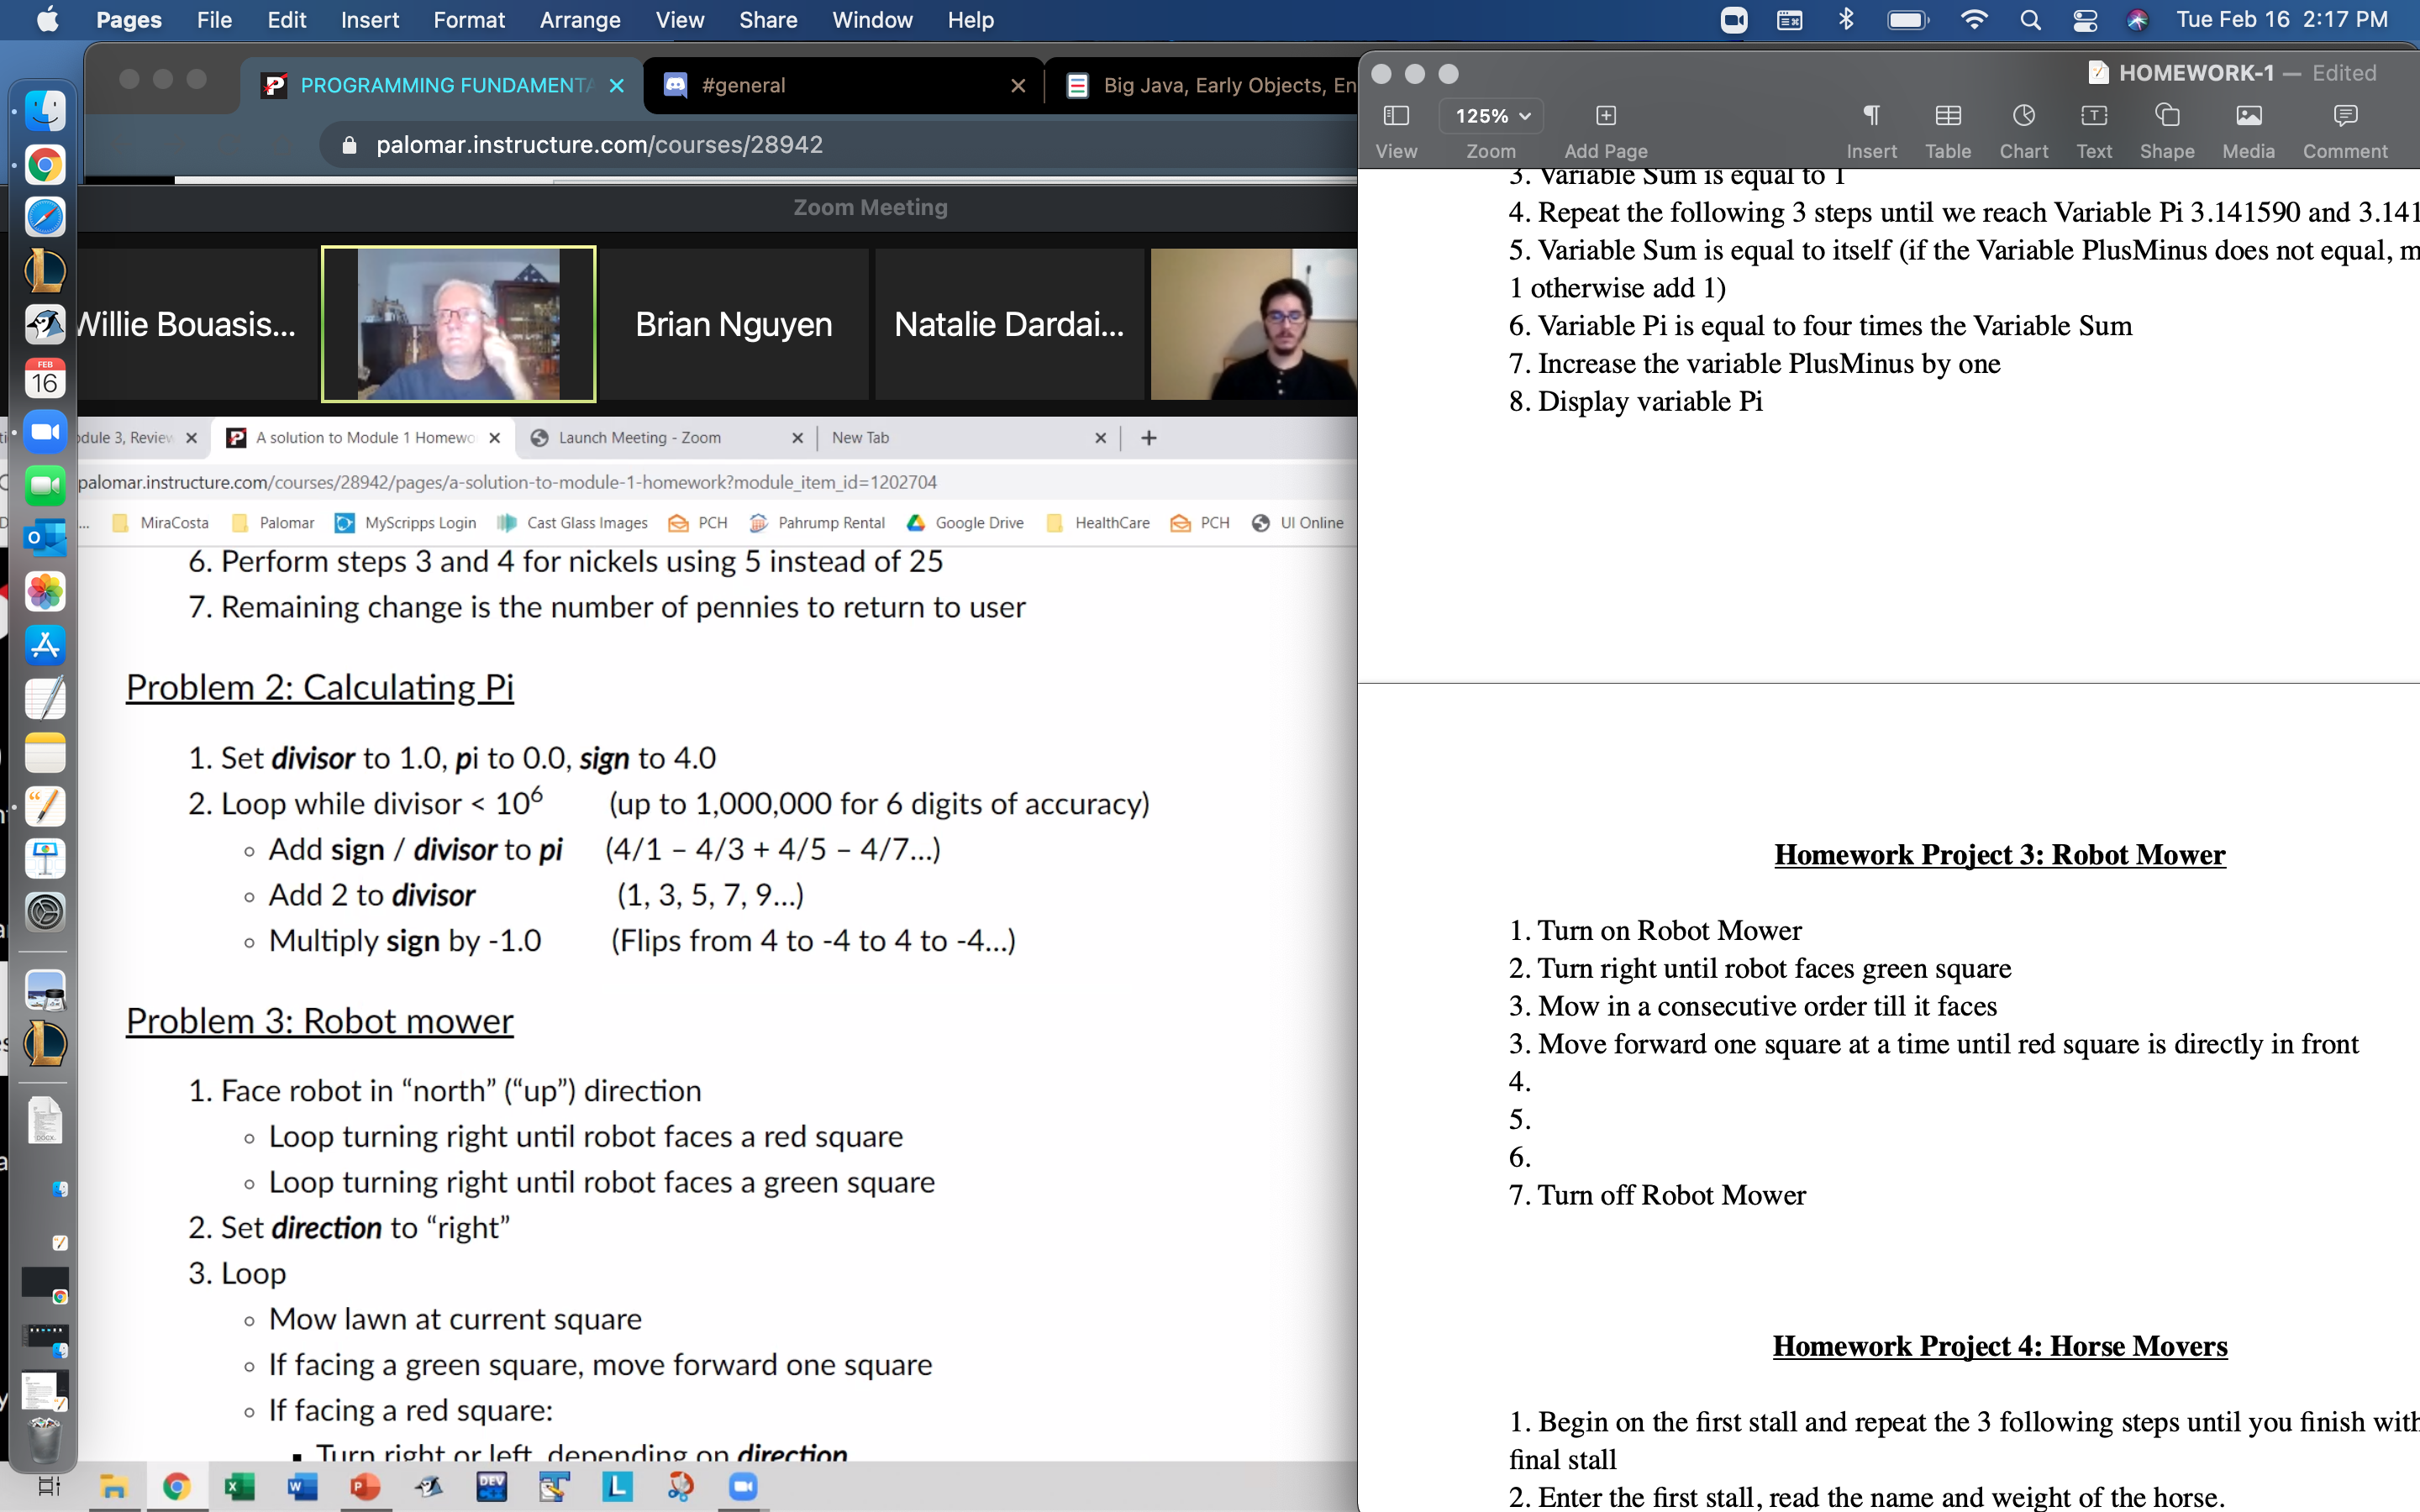 Pages File Edit Insert Format Arrange View Share Window Help
Tue Feb 16 2:17 PM
PROGRAMMING FUNDAMENTA
#general
Big Java, Early Objects, En
palomar.instructure.com/courses/28942
Zoom Meeting
Willie Bouasis...
Brian Nguyen
Natalie Dardai...
FEB
16
dule 3, Review
A solution to Module 1 Homewo
Launch Meeting - Zoom
New Tab
palomar.instructure.com/courses/28942/pages/a-solution-to-module-1-homework?module_item_id=1202704
... MiraCosta Palomar MyScripps Login Cast Glass Images PCH Pahrump Rental Google Drive HealthCare PCH UI Online
6. Perform steps 3 and 4 for nickels using 5 instead of 25
7. Remaining change is the number of pennies to return to user
Problem 2: Calculating Pi
1. Set divisor to 1.0, pi to 0.0, sign to 4.0
2. Loop while divisor < 10⁶ (up to 1,000,000 for 6 digits of accuracy)
◦ Add sign / divisor to pi (4/1 – 4/3 + 4/5 – 4/7...)
◦ Add 2 to divisor (1, 3, 5, 7, 9...)
◦ Multiply sign by -1.0 (Flips from 4 to -4 to 4 to -4...)
Problem 3: Robot mower
1. Face robot in “north” (“up”) direction
◦ Loop turning right until robot faces a red square
◦ Loop turning right until robot faces a green square
2. Set direction to “right”
3. Loop
◦ Mow lawn at current square
◦ If facing a green square, move forward one square
◦ If facing a red square:
▪ Turn right or left, depending on direction
DEV
HOMEWORK-1 — Edited
125%
View Zoom Add Page Insert Table Chart Text Shape Media Comment
3. Variable Sum is equal to 1
4. Repeat the following 3 steps until we reach Variable Pi 3.141590 and 3.141
5. Variable Sum is equal to itself (if the Variable PlusMinus does not equal, m
1 otherwise add 1)
6. Variable Pi is equal to four times the Variable Sum
7. Increase the variable PlusMinus by one
8. Display variable Pi
Homework Project 3: Robot Mower
1. Turn on Robot Mower
2. Turn right until robot faces green square
3. Mow in a consecutive order till it faces
3. Move forward one square at a time until red square is directly in front
4.
5.
6.
7. Turn off Robot Mower
Homework Project 4: Horse Movers
1. Begin on the first stall and repeat the 3 following steps until you finish with
final stall
2. Enter the first stall, read the name and weight of the horse.